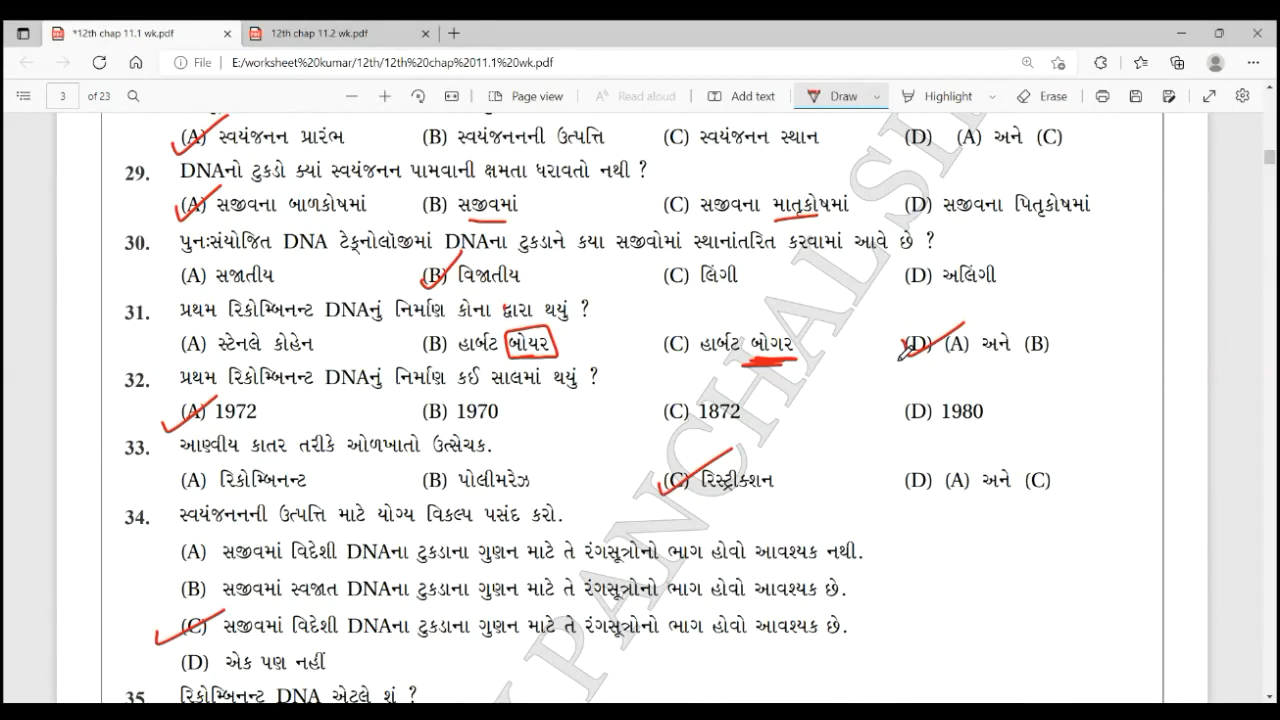 *12th chap 11.1 wk.pdf
12th chap 11.2 wk.pdf
File
E:/worksheet%20kumar/12th/12th%20chap%2011.1%20wk.pdf
3 of 23
Page view
Read aloud
Add text
Draw
Highlight
Erase
(A) સ્વયંજનન પ્રારંભ (B) સ્વયંજનનની ઉત્પત્તિ (C) સ્વયંજનન સ્થાન (D) (A) અને (C)
29. DNAનો ટુકડો ક્યાં સ્વયંજનન પામવાની ક્ષમતા ધરાવતો નથી ?
(A) સજીવના બાળકોષમાં (B) સજીવમાં (C) સજીવના માતૃકોષમાં (D) સજીવના પિતૃકોષમાં
30. પુનઃસંયોજિત DNA ટેક્નોલૉજીમાં DNAના ટુકડાને કયા સજીવોમાં સ્થાનાંતરિત કરવામાં આવે છે ?
(A) સજાતીય (B) વિજાતીય (C) લિંગી (D) અલિંગી
31. પ્રથમ રિકોમ્બિનન્ટ DNAનું નિર્માણ કોના દ્વારા થયું ?
(A) સ્ટેનલે કોહેન (B) હાર્બટ બોયર (C) હાર્બટ બોગર (D) (A) અને (B)
32. પ્રથમ રિકોમ્બિનન્ટ DNAનું નિર્માણ કઈ સાલમાં થયું ?
(A) 1972 (B) 1970 (C) 1872 (D) 1980
33. આણ્વીય કાતર તરીકે ઓળખાતો ઉત્સેચક.
(A) રિકોમ્બિનન્ટ (B) પોલીમરેઝ (C) રિસ્ટ્રીક્શન (D) (A) અને (C)
34. સ્વયંજનનની ઉત્પત્તિ માટે યોગ્ય વિકલ્પ પસંદ કરો.
(A) સજીવમાં વિદેશી DNAના ટુકડાના ગુણન માટે તે રંગસૂત્રોનો ભાગ હોવો આવશ્યક નથી.
(B) સજીવમાં સ્વજાત DNAના ટુકડાના ગુણન માટે તે રંગસૂત્રોનો ભાગ હોવો આવશ્યક છે.
(C) સજીવમાં વિદેશી DNAના ટુકડાના ગુણન માટે તે રંગસૂત્રોનો ભાગ હોવો આવશ્યક છે.
(D) એક પણ નહીં
35 રિકોમ્બિનન્ટ DNA એટલે શું ?
PANCHALSI